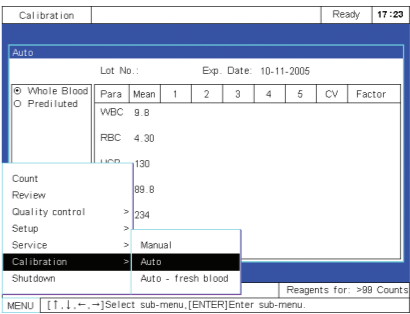 Calibration Ready 17:23
Auto
Lot No.: Exp. Date: 10-11-2005
Whole Blood
Prediluted
Para Mean 1 2 3 4 5 CV Factor
WBC 9.8
RBC 4.30
HGB 130
89.8
234
Count
Review
Quality control >
Setup >
Service >
Calibration >
Shutdown
Manual
Auto
Auto - fresh blood
Reagents for: >99 Counts
MENU [↑,↓,←,→]Select sub-menu,[ENTER]Enter sub-menu.